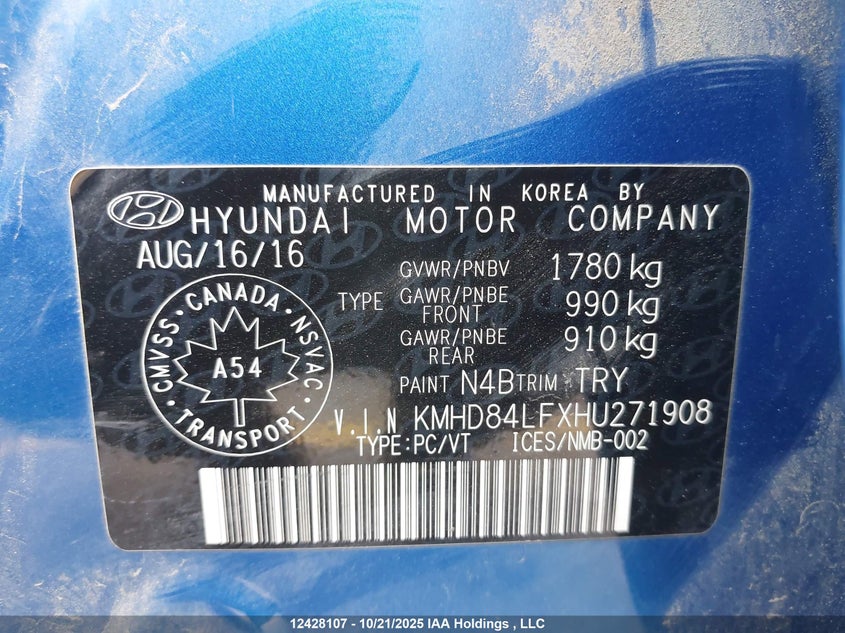 MANUFACTURED IN KOREA BY
HYUNDAI MOTOR COMPANY
AUG/16/16
GVWR/PNBV 1780 kg
TYPE GAWR/PNBE FRONT 990 kg
GAWR/PNBE REAR 910 kg
PAINT N4B TRIM TRY
CANADA
CMVSS NSVAC
A54
TRANSPORT
V.I.N KMHD84LFXHU271908
TYPE:PC/VT ICES/NMB-002
12428107 - 10/21/2025 IAA Holdings , LLC